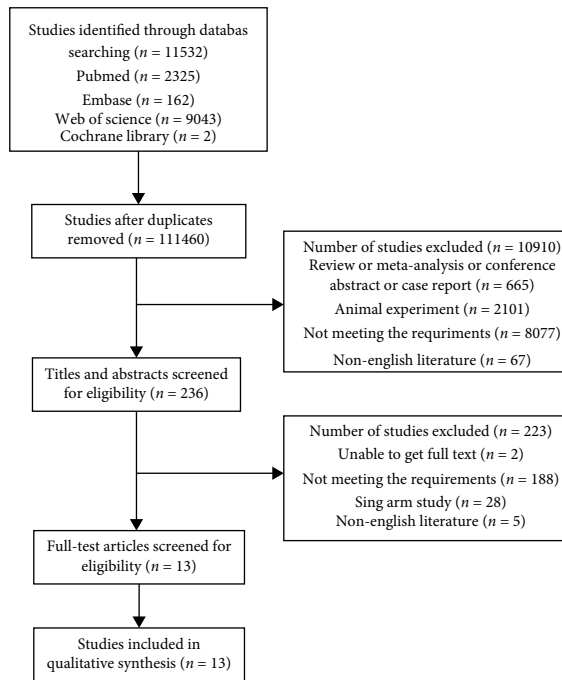 Studies identified through databas
searching (n = 11532)
Pubmed (n = 2325)
Embase (n = 162)
Web of science (n = 9043)
Cochrane library (n = 2)
Studies after duplicates
removed (n = 111460)
Number of studies excluded (n = 10910)
Review or meta-analysis or conference
abstract or case report (n = 665)
Animal experiment (n = 2101)
Not meeting the requriments (n = 8077)
Non-english literature (n = 67)
Titles and abstracts screened
for eligibility (n = 236)
Number of studies excluded (n = 223)
Unable to get full text (n = 2)
Not meeting the requirements (n = 188)
Sing arm study (n = 28)
Non-english literature (n = 5)
Full-test articles screened for
eligibility (n = 13)
Studies included in
qualitative synthesis (n = 13)